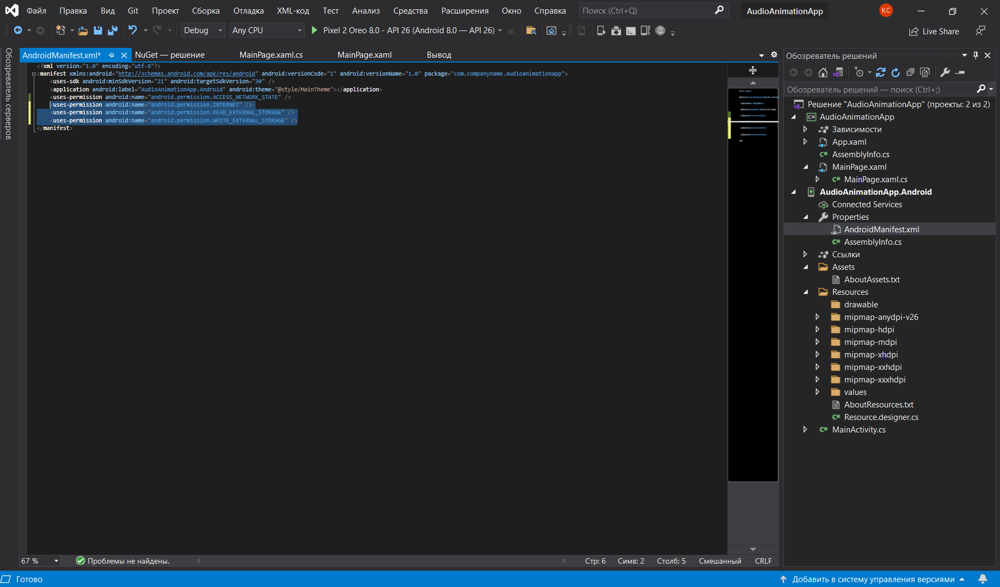 Файл Правка Вид Git Проект Сборка Отладка XML-код Тест Анализ Средства Расширения Окно Справка Поиск (Ctrl+Q) AudioAnimationApp КС
Debug Any CPU Pixel 2 Oreo 8.0 - API 26 (Android 8.0 — API 26) Live Share
Обозреватель серверов
AndroidManifest.xml* NuGet — решение MainPage.xaml.cs MainPage.xaml Вывод
<?xml version="1.0" encoding="utf-8"?>
<manifest xmlns:android="http://schemas.android.com/apk/res/android" android:versionCode="1" android:versionName="1.0" package="com.companyname.audioanimationapp">
<uses-sdk android:minSdkVersion="21" android:targetSdkVersion="30" />
<application android:label="AudioAnimationApp.Android" android:theme="@style/MainTheme"></application>
<uses-permission android:name="android.permission.ACCESS_NETWORK_STATE" />
<uses-permission android:name="android.permission.INTERNET" />
<uses-permission android:name="android.permission.READ_EXTERNAL_STORAGE" />
<uses-permission android:name="android.permission.WRITE_EXTERNAL_STORAGE" />
</manifest>
67 % Проблемы не найдены. Стр: 6 Симв: 2 Столб: 5 Смешанный CRLF
Обозреватель решений
Обозреватель решений — поиск (Ctrl+;)
Решение "AudioAnimationApp" (проекты: 2 из 2)
C# AudioAnimationApp
Зависимости
App.xaml
C# AssemblyInfo.cs
MainPage.xaml
C# MainPage.xaml.cs
AudioAnimationApp.Android
Connected Services
Properties
AndroidManifest.xml
C# AssemblyInfo.cs
Ссылки
Assets
AboutAssets.txt
Resources
drawable
mipmap-anydpi-v26
mipmap-hdpi
mipmap-mdpi
mipmap-xhdpi
mipmap-xxhdpi
mipmap-xxxhdpi
values
AboutResources.txt
C# Resource.designer.cs
C# MainActivity.cs
Готово Добавить в систему управления версиями